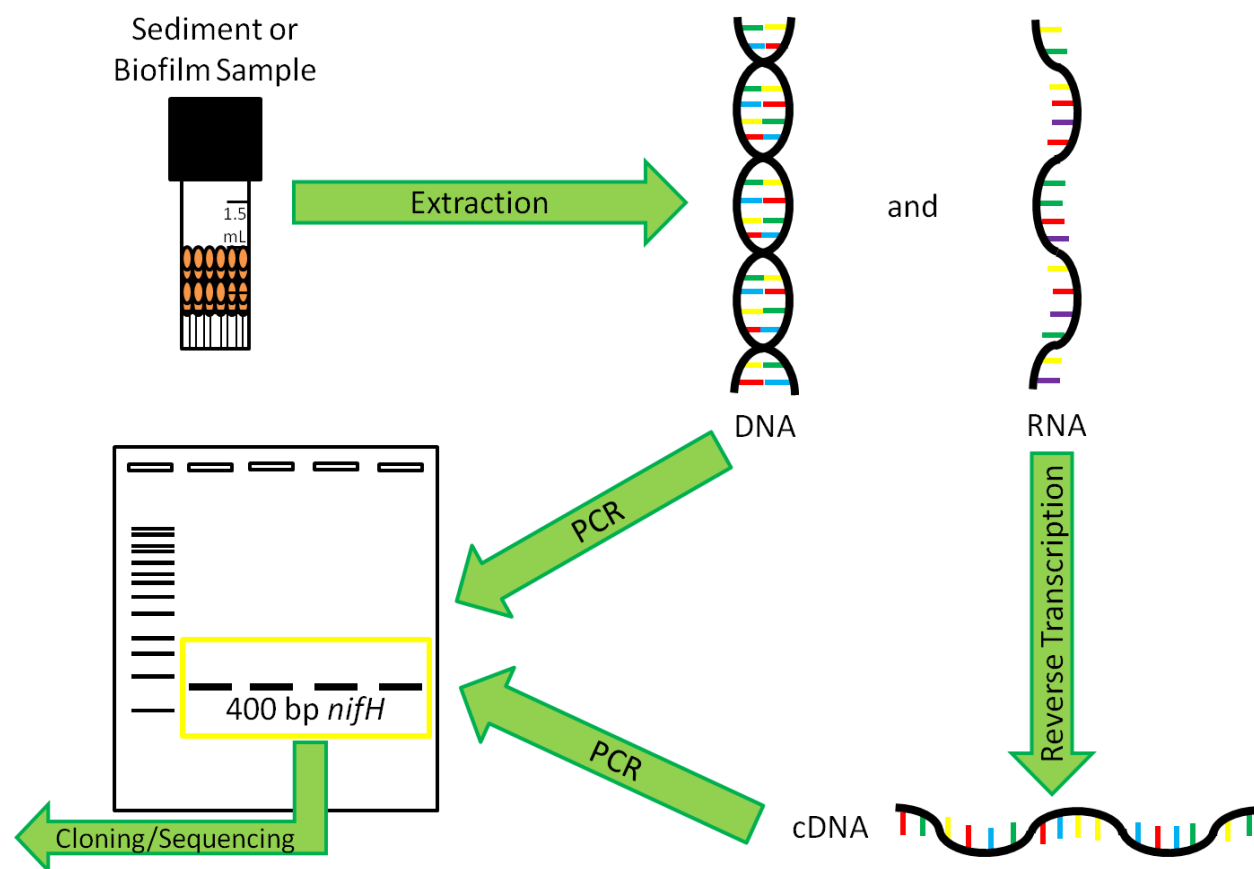 Sediment or
Biofilm Sample
1.5
mL
Extraction
and
DNA
RNA
PCR
Reverse Transcription
400 bp nifH
PCR
cDNA
Cloning/Sequencing